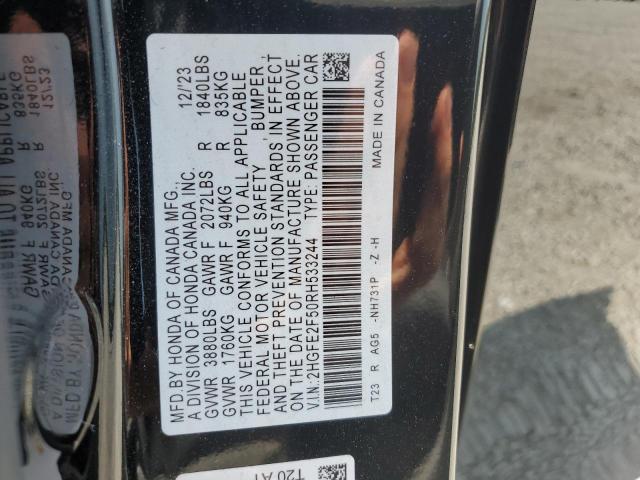 MFD.BY HONDA OF CANADA MFG., 12/'23
A DIVISION OF HONDA CANADA INC.
GVWR 3880LBS GAWR F 2072LBS R 1840LBS
GVWR 1760KG GAWR F 940KG R 835KG
THIS VEHICLE CONFORMS TO ALL APPLICABLE
FEDERAL MOTOR VEHICLE SAFETY, BUMPER,
AND THEFT PREVENTION STANDARDS, IN EFFECT
ON THE DATE OF MANUFACTURE SHOWN ABOVE.
V.I.N.:2HGFE2F50RH533244 TYPE: PASSENGER CAR
T23 R AG5 -NH731P -Z -H MADE IN CANADA
T20 A1